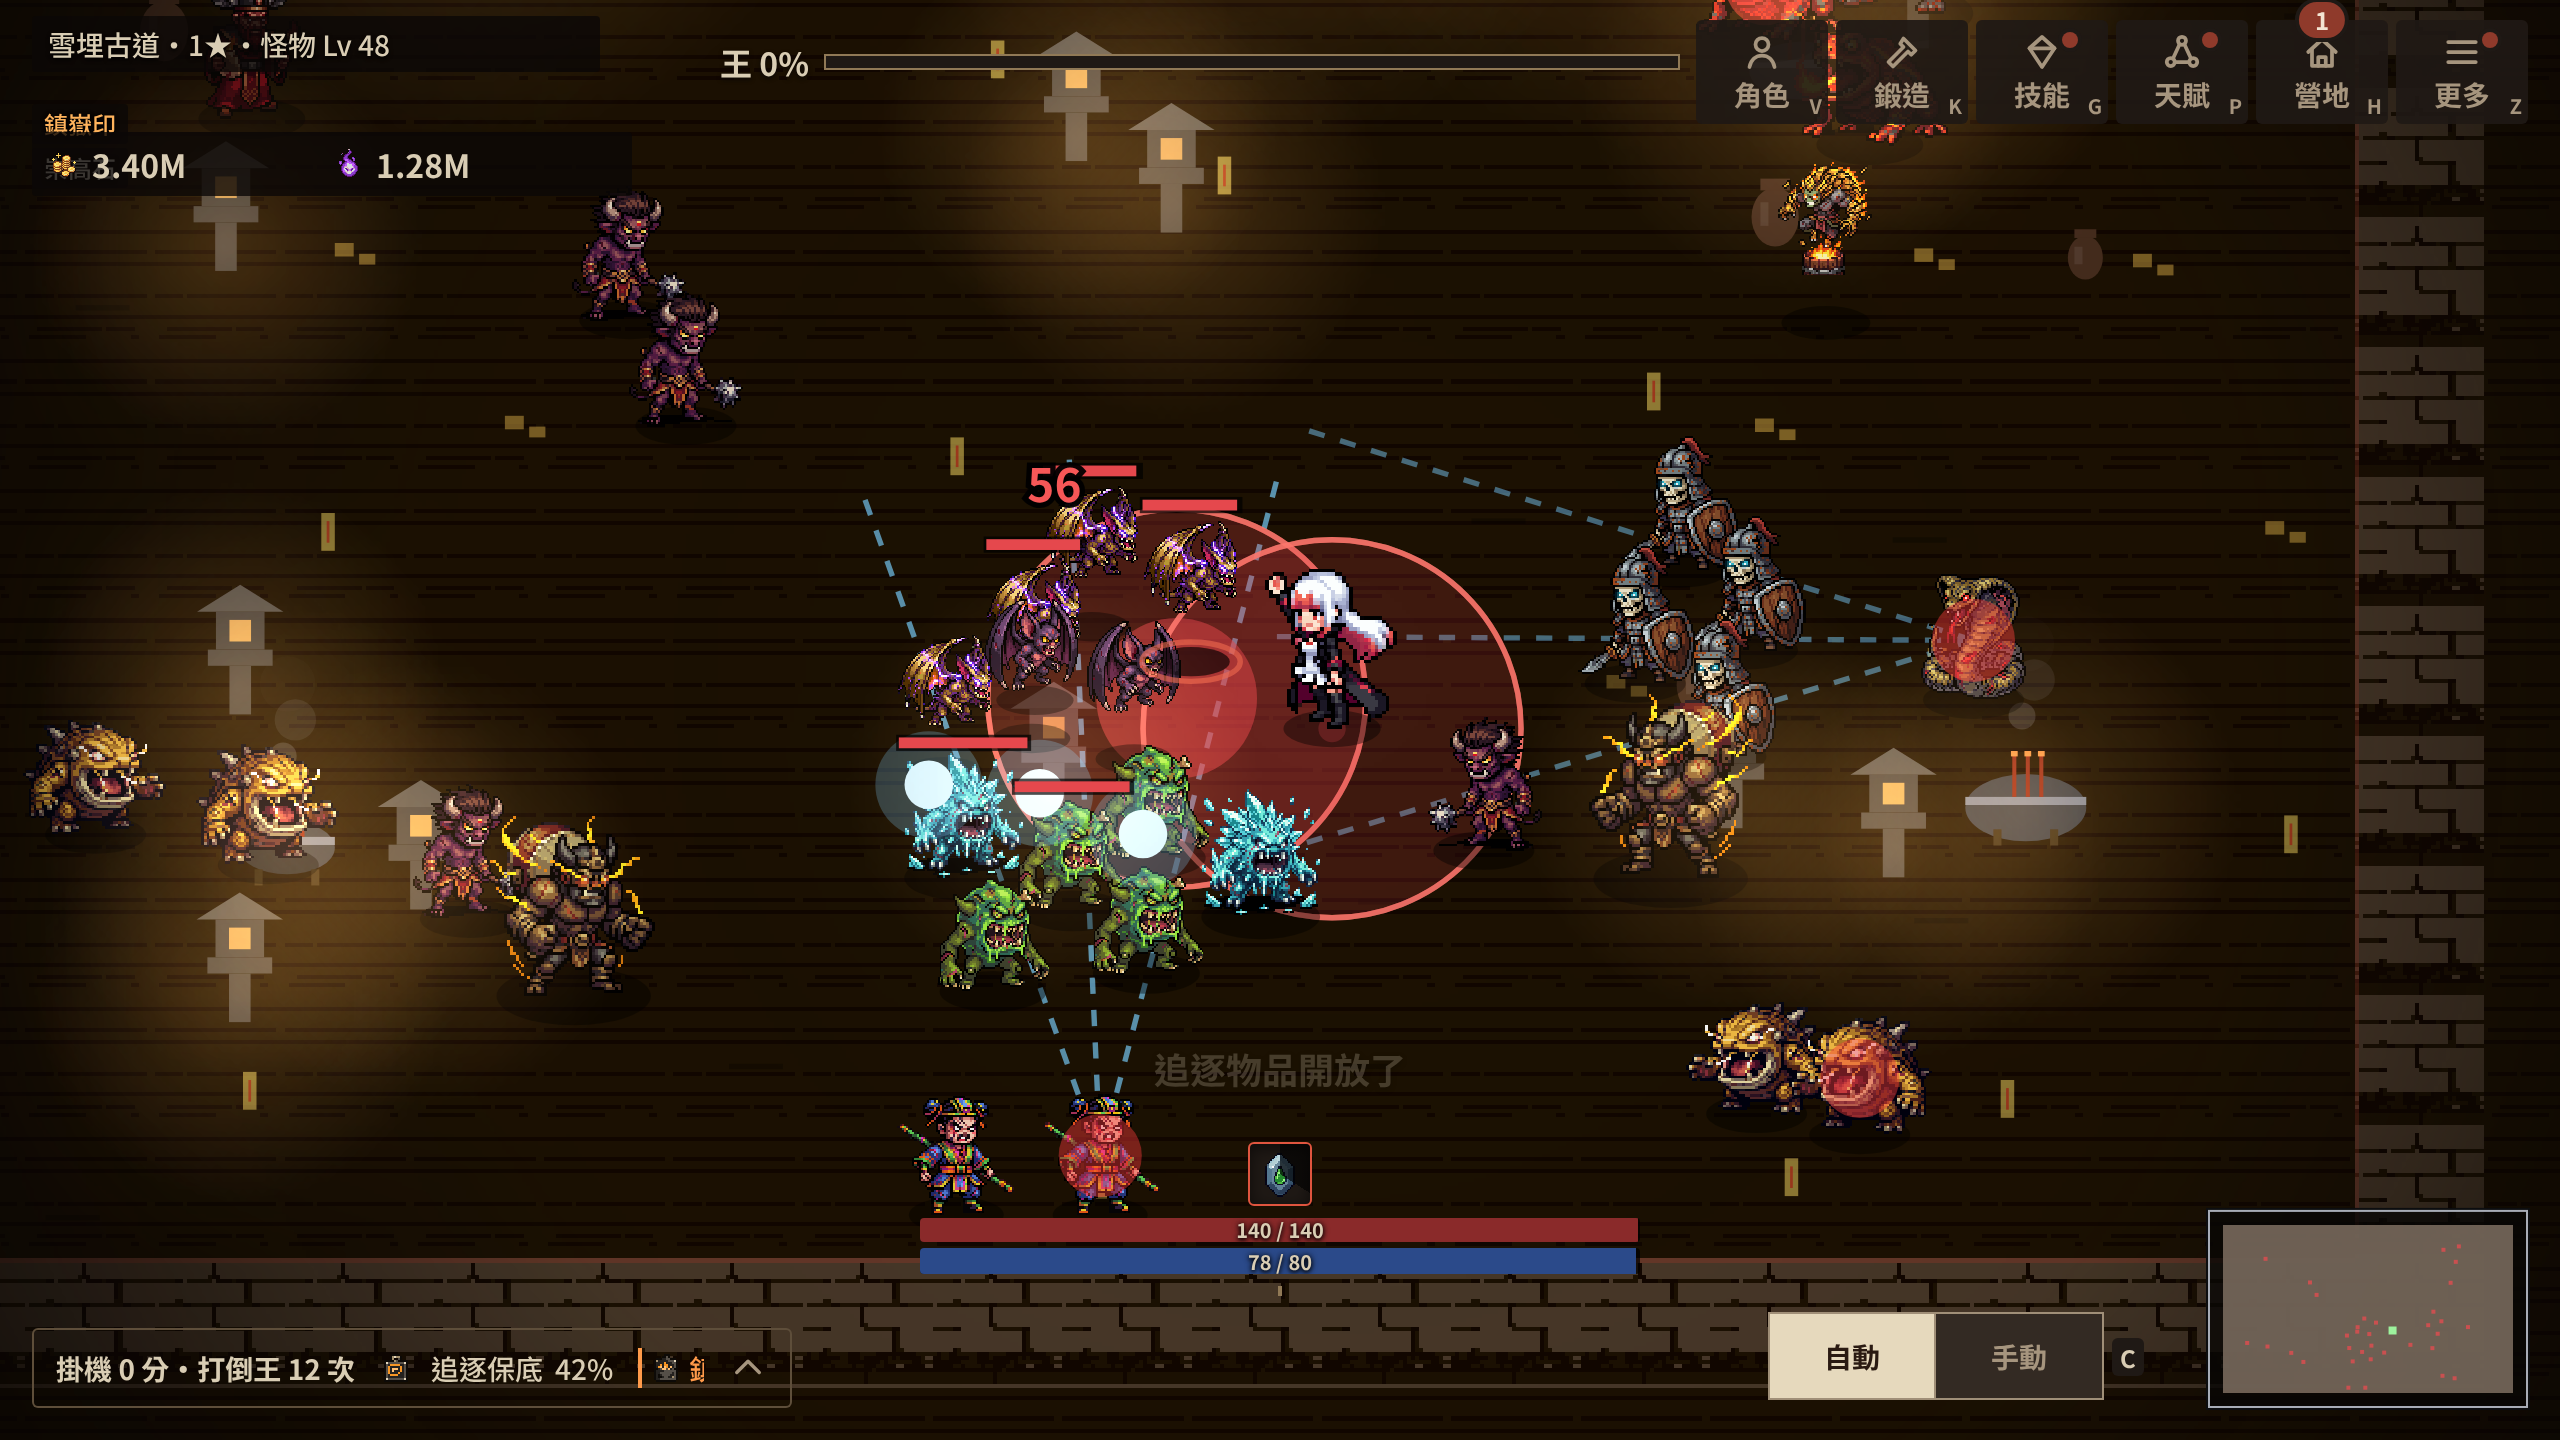 雪埋古道・1★・怪物 Lv 48
王 0%
角色 V
鍛造 K
技能 G
天賦 P
1
營地 H
更多 Z
鎮嶽印
3.40M
1.28M
56
追逐物品開放了
140 / 140
78 / 80
掛機 0 分・打倒王 12 次
追逐保底 42%
自動
手動
C